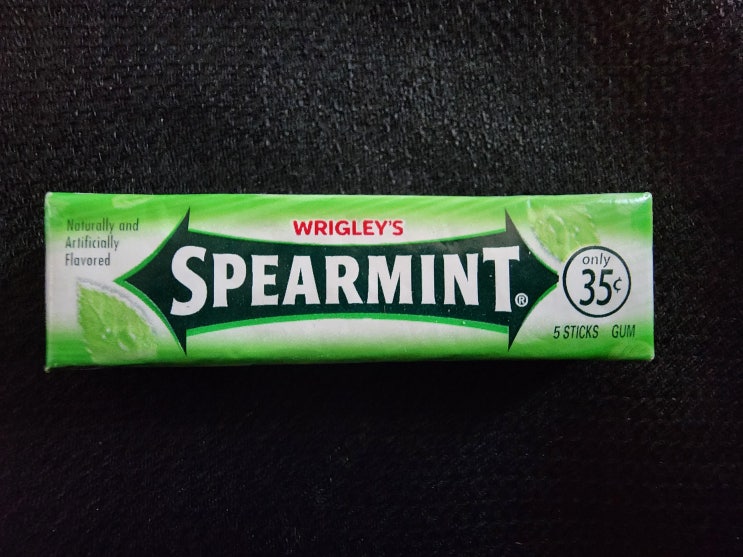 Naturally and
Artificially
Flavored
WRIGLEY'S
SPEARMINT®
only
35¢
5 STICKS GUM